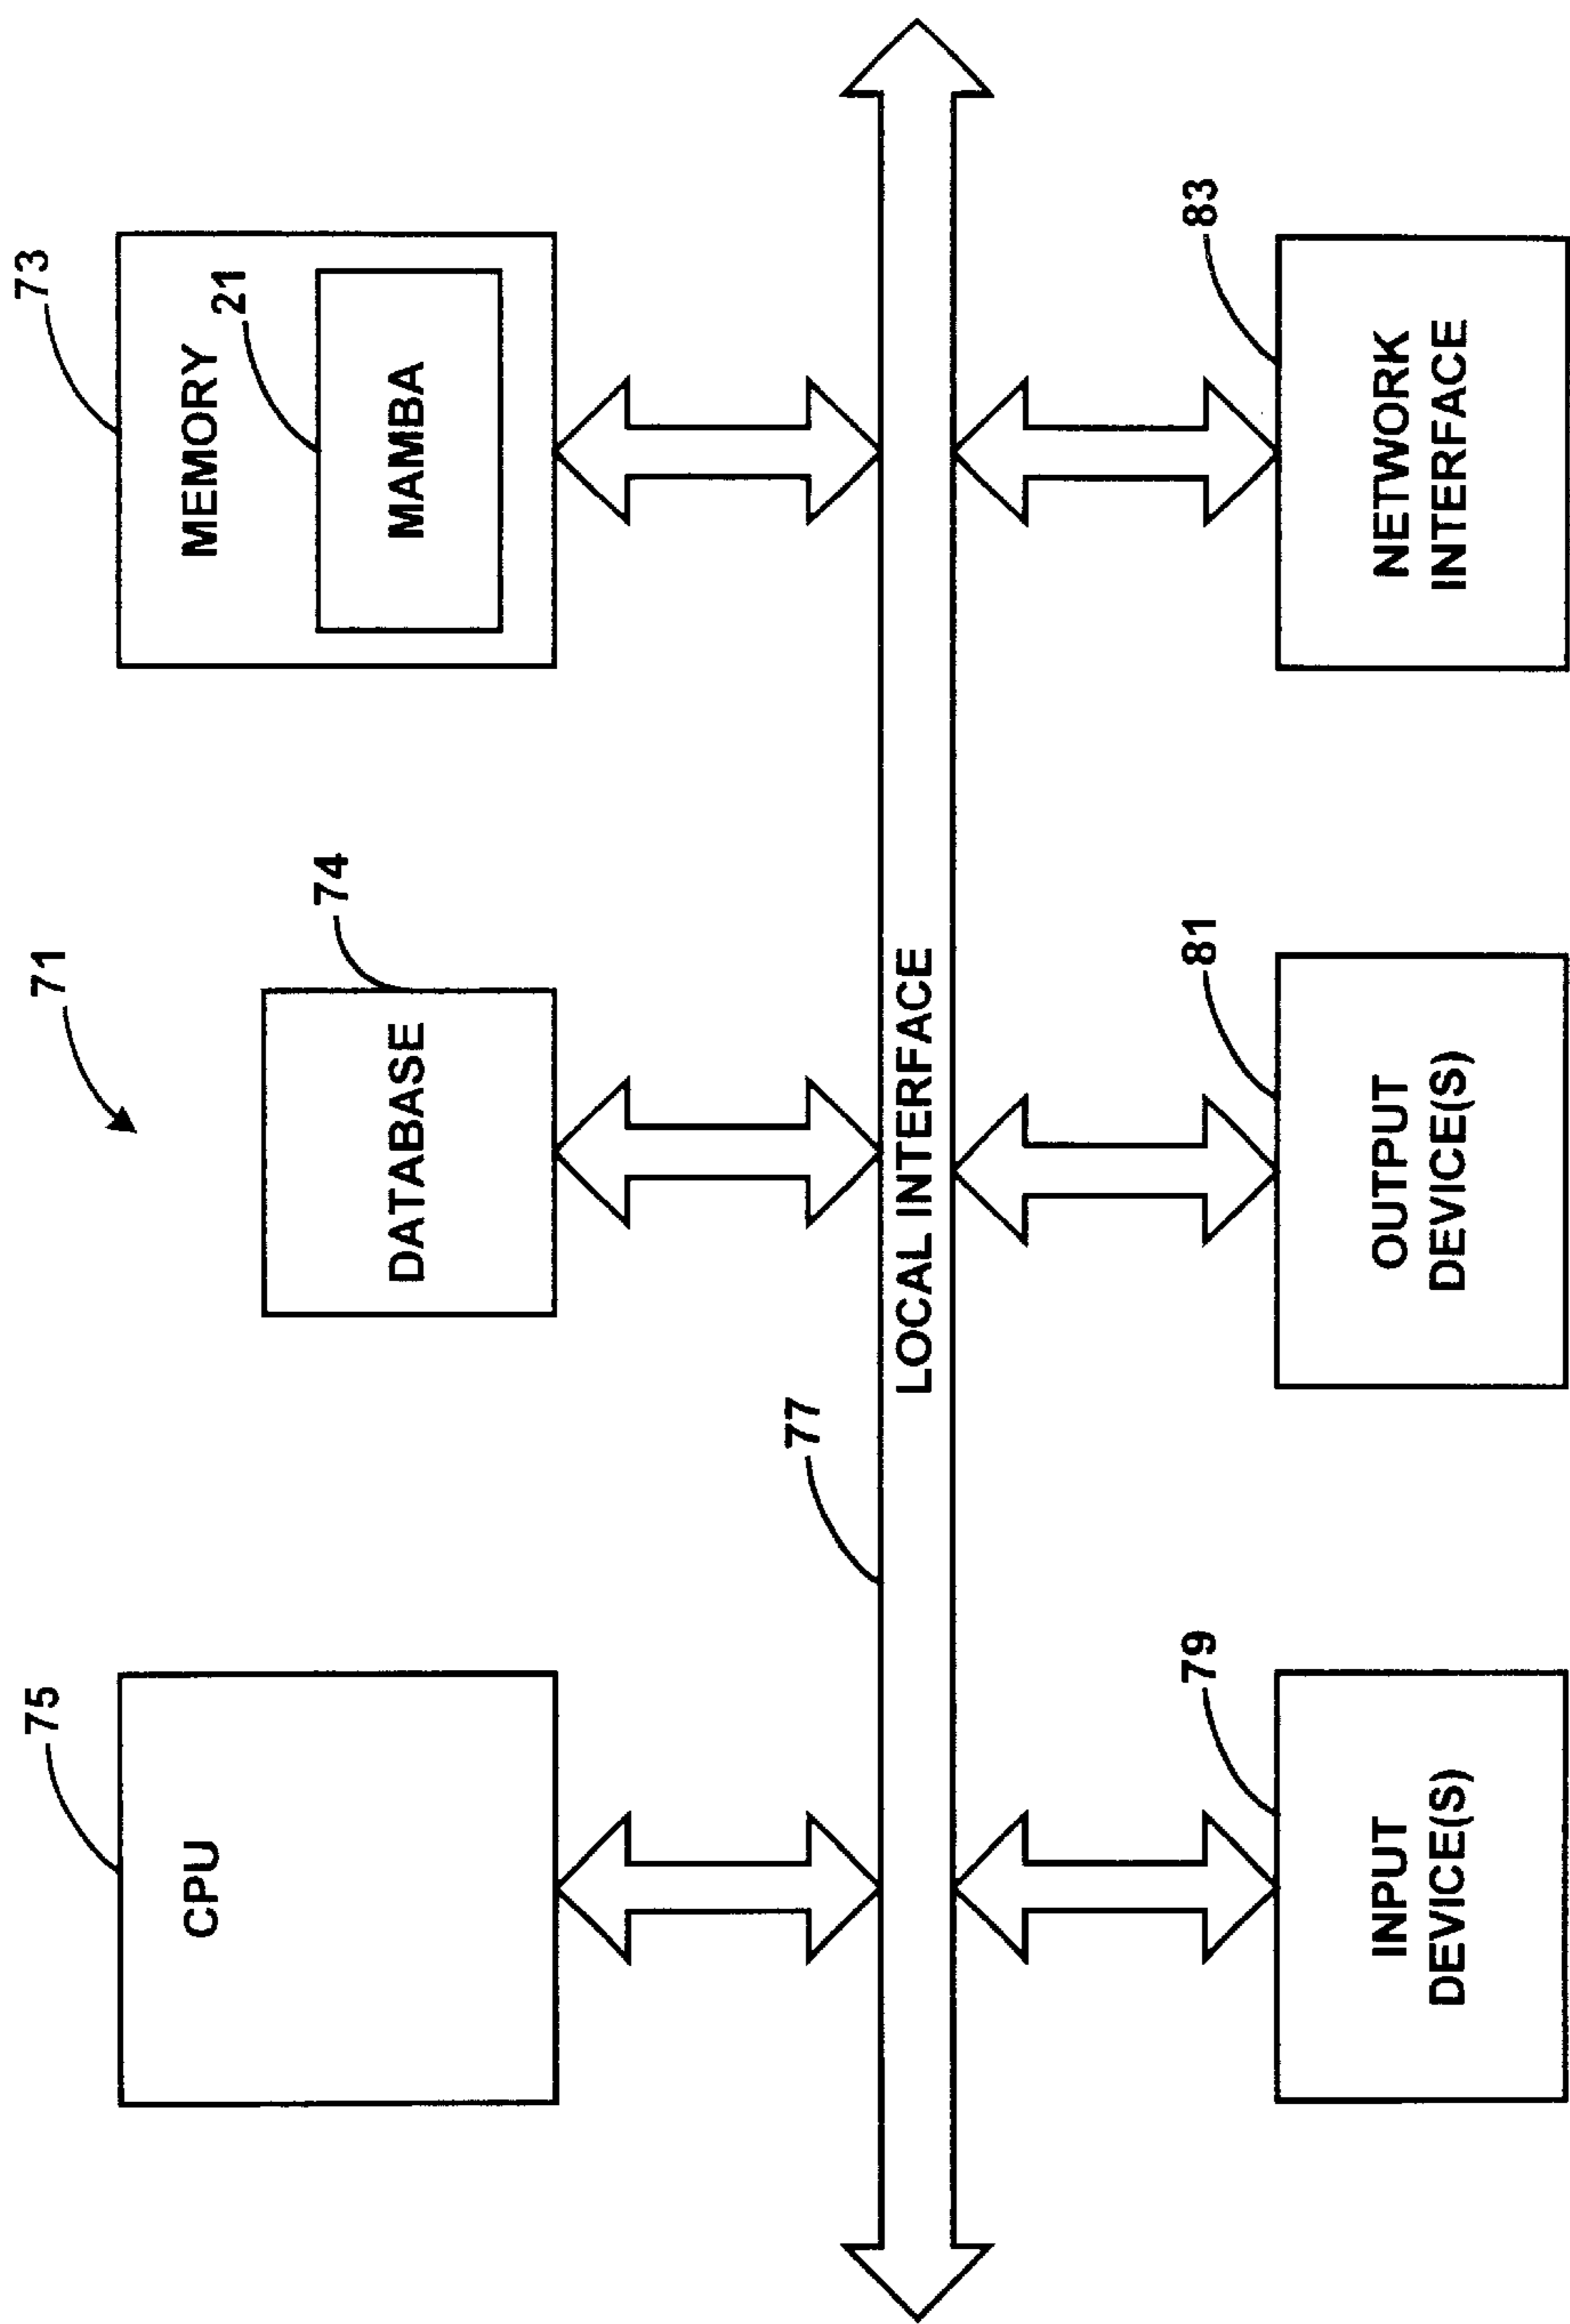 71
75
CPU
74
DATABASE
73
MEMORY
21
MAMBA
77
LOCAL INTERFACE
79
INPUT
DEVICE(S)
81
OUTPUT
DEVICE(S)
83
NETWORK
INTERFACE